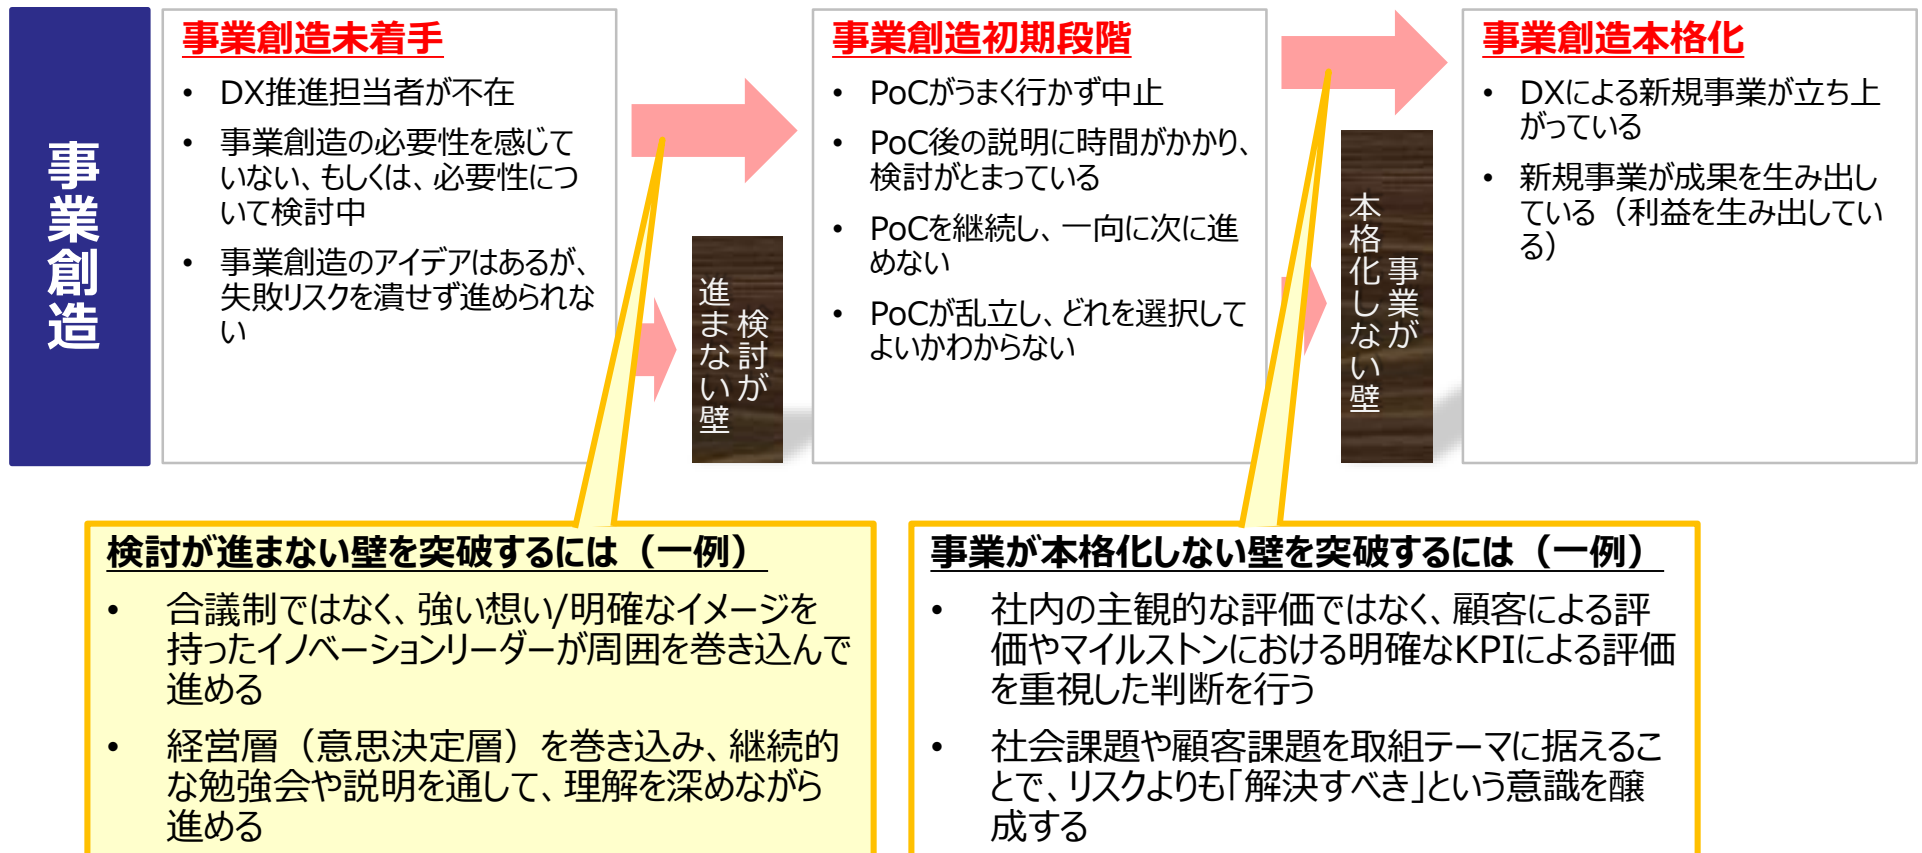 事業創造
事業創造未着手
• DX推進担当者が不在
• 事業創造の必要性を感じて
いない、もしくは、必要性につ
いて検討中
• 事業創造のアイデアはあるが、
失敗リスクを潰せず進められな
い
検討が
進まない壁
事業創造初期段階
• PoCがうまく行かず中止
• PoC後の説明に時間がかかり、
検討がとまっている
• PoCを継続し、一向に次に進
めない
• PoCが乱立し、どれを選択して
よいかわからない
事業が
本格化しない壁
事業創造本格化
• DXによる新規事業が立ち上
がっている
• 新規事業が成果を生み出し
ている（利益を生み出してい
る）
検討が進まない壁を突破するには（一例）
• 合議制ではなく、強い想い/明確なイメージを
持ったイノベーションリーダーが周囲を巻き込んで
進める
• 経営層（意思決定層）を巻き込み、継続的
な勉強会や説明を通して、理解を深めながら
進める
事業が本格化しない壁を突破するには（一例）
• 社内の主観的な評価ではなく、顧客による評
価やマイルストンにおける明確なKPIによる評価
を重視した判断を行う
• 社会課題や顧客課題を取組テーマに据えるこ
とで、リスクよりも「解決すべき」という意識を醸
成する